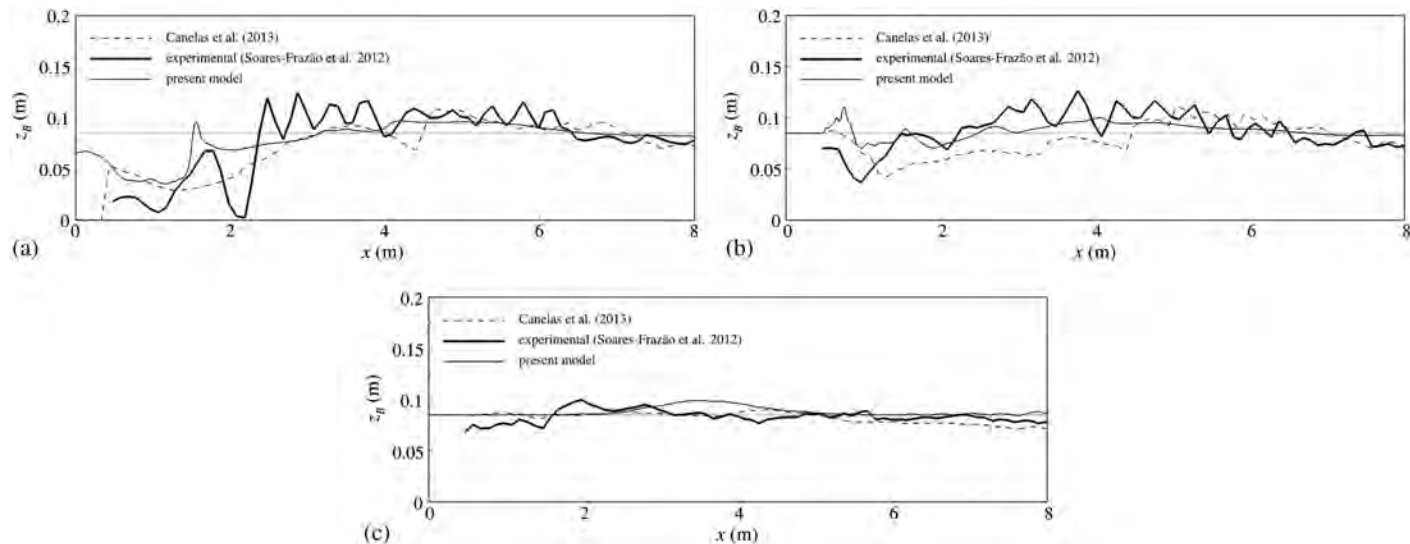 0.2
0.15
0.1
0.05
0
z_B (m)
Canelas et al. (2013)
experimental (Soares-Frazão et al. 2012)
present model
0 2 4 6 8
x (m)
(a)
0.2
0.15
0.1
0.05
0
z_B (m)
Canelas et al. (2013)
experimental (Soares-Frazão et al. 2012)
present model
0 2 4 6 8
x (m)
(b)
0.2
0.15
0.1
0.05
0
z_B (m)
Canelas et al. (2013)
experimental (Soares-Frazão et al. 2012)
present model
0 2 4 6 8
x (m)
(c)